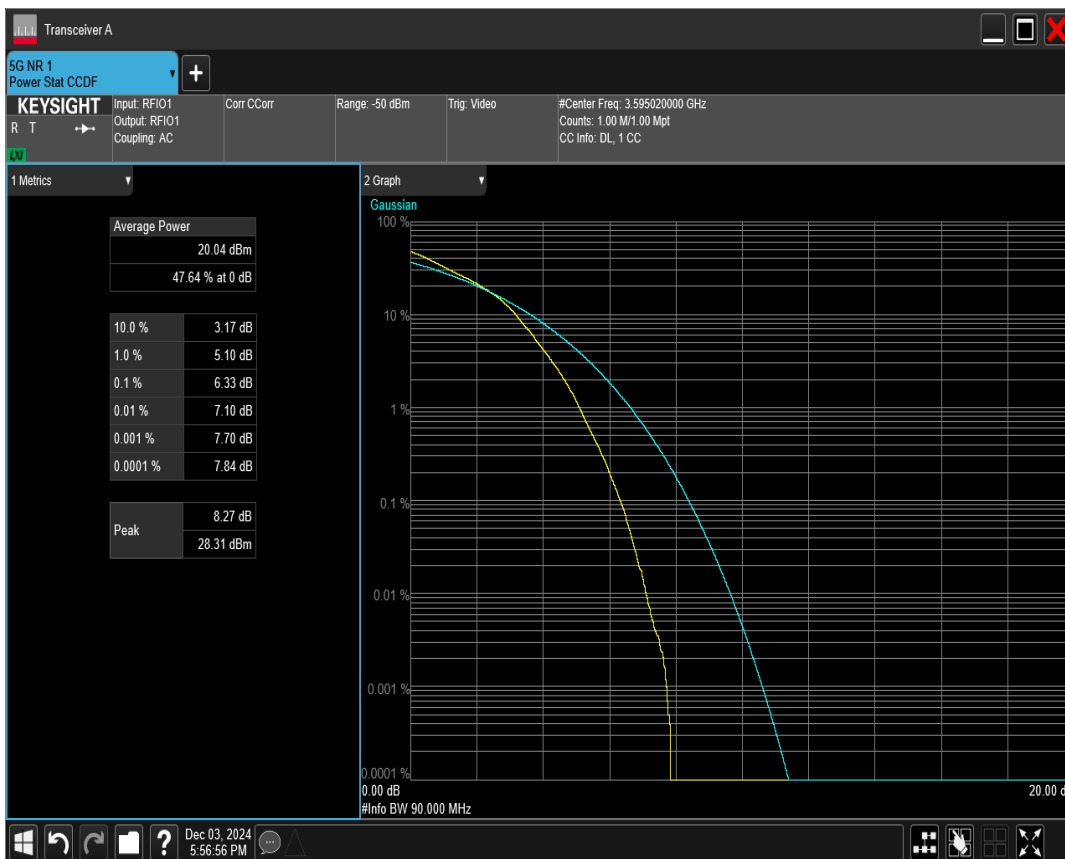 Transceiver A
5G NR 1
Power Stat CCDF
+
KEYSIGHT
R T
LXI
Input: RFIO1
Output: RFIO1
Coupling: AC
Corr CCorr
Range: -50 dBm
Trig: Video
#Center Freq: 3.595020000 GHz
Counts: 1.00 M/1.00 Mpt
CC Info: DL, 1 CC
1 Metrics
Average Power
20.04 dBm
47.64 % at 0 dB
10.0 % 3.17 dB
1.0 % 5.10 dB
0.1 % 6.33 dB
0.01 % 7.10 dB
0.001 % 7.70 dB
0.0001 % 7.84 dB
Peak
8.27 dB
28.31 dBm
2 Graph
Gaussian
100 %
10 %
1 %
0.1 %
0.01 %
0.001 %
0.0001 %
0.00 dB 20.00 d
#Info BW 90.000 MHz
?
Dec 03, 2024
5:56:56 PM